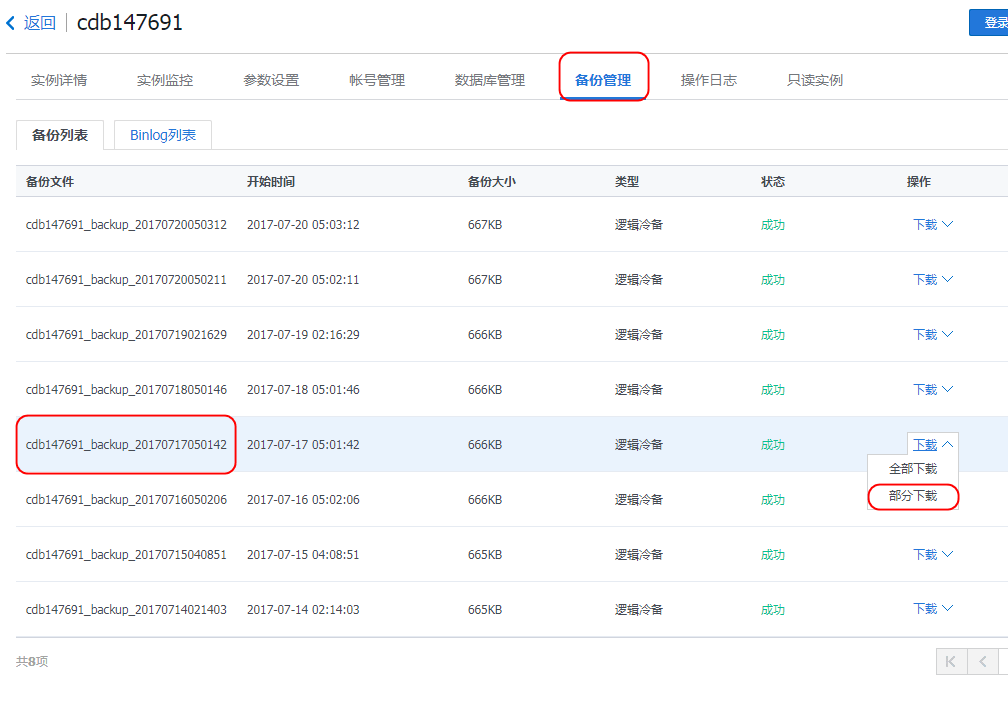 返回 cdb147691 登录
实例详情 实例监控 参数设置 帐号管理 数据库管理 备份管理 操作日志 只读实例
备份列表 Binlog列表
备份文件 开始时间 备份大小 类型 状态 操作
cdb147691_backup_20170720050312 2017-07-20 05:03:12 667KB 逻辑冷备 成功 下载
cdb147691_backup_20170720050211 2017-07-20 05:02:11 667KB 逻辑冷备 成功 下载
cdb147691_backup_20170719021629 2017-07-19 02:16:29 666KB 逻辑冷备 成功 下载
cdb147691_backup_20170718050146 2017-07-18 05:01:46 666KB 逻辑冷备 成功 下载
cdb147691_backup_20170717050142 2017-07-17 05:01:42 666KB 逻辑冷备 成功 下载
全部下载
cdb147691_backup_20170716050206 2017-07-16 05:02:06 666KB 逻辑冷备 成功 部分下载
cdb147691_backup_20170715040851 2017-07-15 04:08:51 665KB 逻辑冷备 成功 下载
cdb147691_backup_20170714021403 2017-07-14 02:14:03 665KB 逻辑冷备 成功 下载
共8项